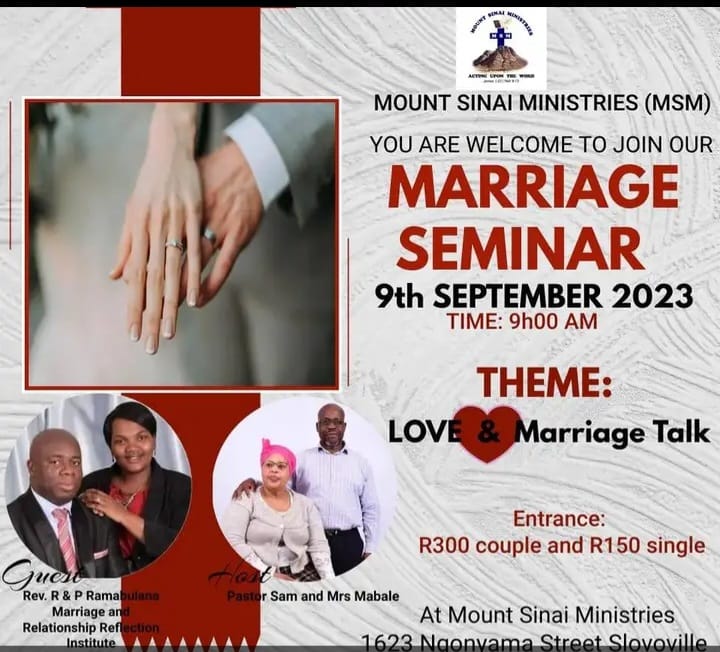 MOUNT SINAI MINISTRIES
ACTING UPON THE WORD
MOUNT SINAI MINISTRIES (MSM)
YOU ARE WELCOME TO JOIN OUR
MARRIAGE
SEMINAR
9th SEPTEMBER 2023
TIME: 9h00 AM
THEME:
LOVE & Marriage Talk
Entrance:
R300 couple and R150 single
Guest
Rev. R & P Ramabulana
Marriage and
Relationship Reflection
Institute
Host
Pastor Sam and Mrs Mabale
At Mount Sinai Ministries
1623 Ngonyama Street Slovoville